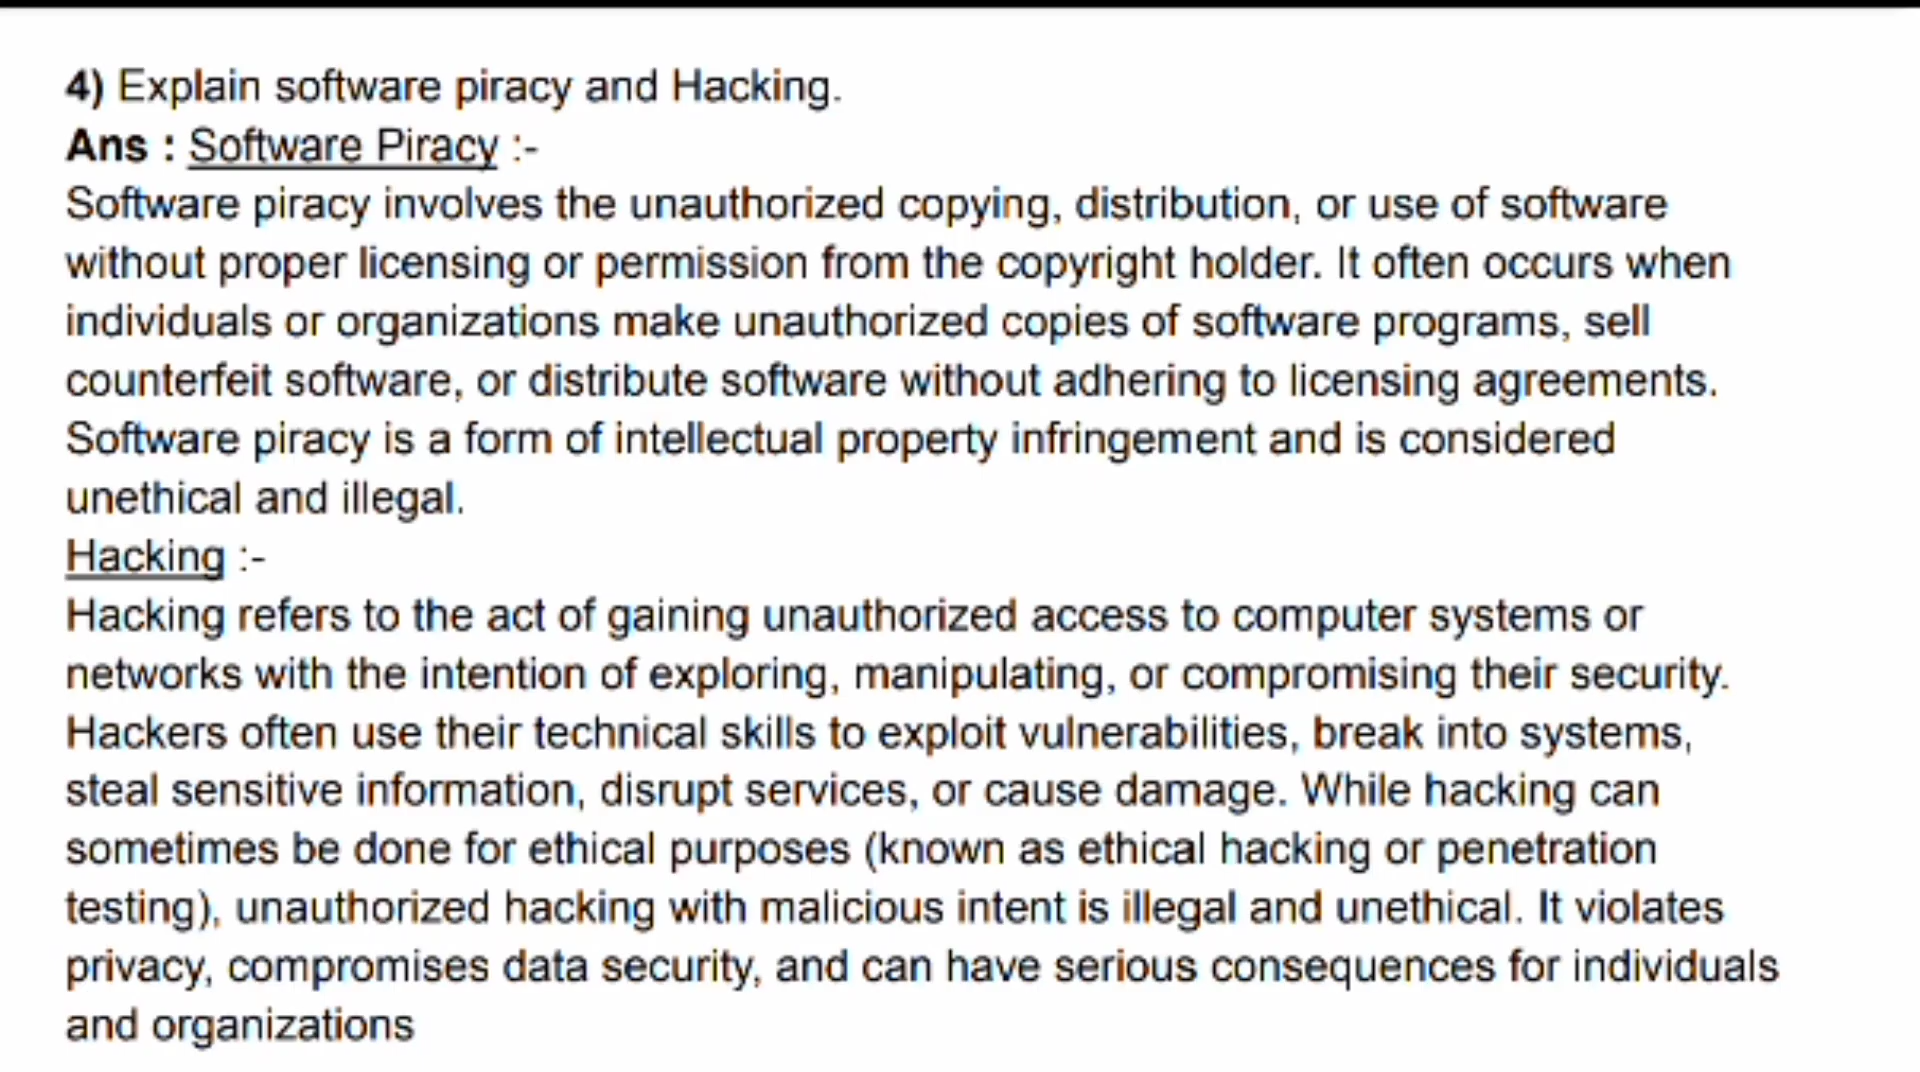 4) Explain software piracy and Hacking.
Ans : Software Piracy :-
Software piracy involves the unauthorized copying, distribution, or use of software
without proper licensing or permission from the copyright holder. It often occurs when
individuals or organizations make unauthorized copies of software programs, sell
counterfeit software, or distribute software without adhering to licensing agreements.
Software piracy is a form of intellectual property infringement and is considered
unethical and illegal.
Hacking :-
Hacking refers to the act of gaining unauthorized access to computer systems or
networks with the intention of exploring, manipulating, or compromising their security.
Hackers often use their technical skills to exploit vulnerabilities, break into systems,
steal sensitive information, disrupt services, or cause damage. While hacking can
sometimes be done for ethical purposes (known as ethical hacking or penetration
testing), unauthorized hacking with malicious intent is illegal and unethical. It violates
privacy, compromises data security, and can have serious consequences for individuals
and organizations